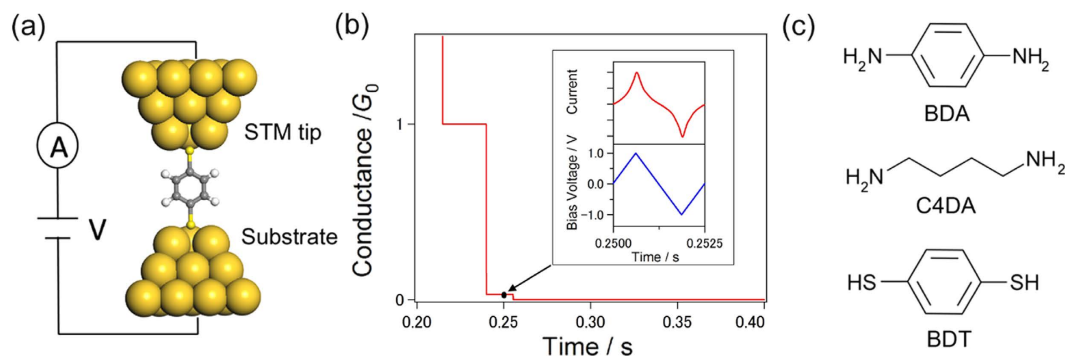 (a)
A
V
STM tip
Substrate
(b)
Conductance /G₀
1
0
0.20
0.25
0.30
0.35
0.40
Time / s
Current
Bias Voltage / V
1.0
0.0
−1.0
0.2500
0.2525
Time / s
(c)
H₂N
NH₂
BDA
H₂N
NH₂
C4DA
HS
SH
BDT